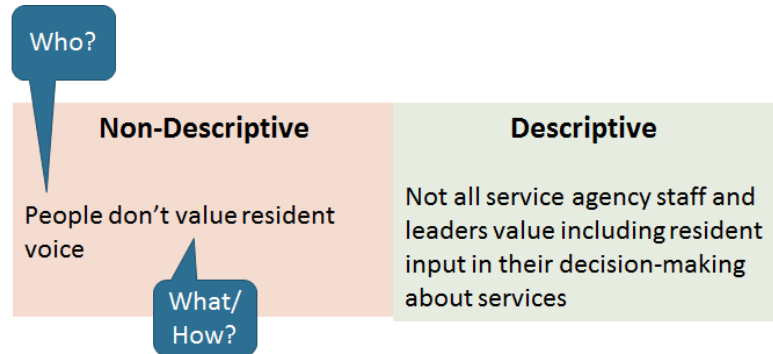 Who?
Non-Descriptive
People don’t value resident
voice
What/
How?
Descriptive
Not all service agency staff and
leaders value including resident
input in their decision-making
about services